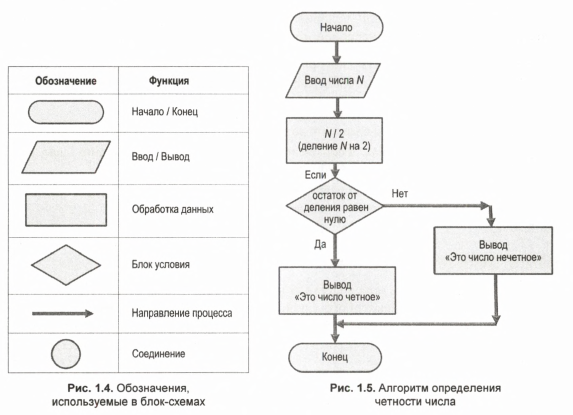 Обозначение Функция
Начало / Конец
Ввод / Вывод
Обработка данных
Блок условия
Направление процесса
Соединение
Рис. 1.4. Обозначения,
используемые в блок-схемах
Начало
Ввод числа N
N / 2
(деление N на 2)
Если
остаток от
деления равен
нулю
Нет
Да
Вывод
«Это число нечетное»
Вывод
«Это число четное»
Конец
Рис. 1.5. Алгоритм определения
четности числа